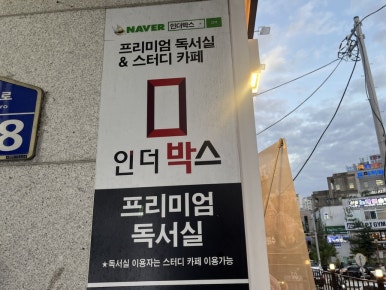 NAVER 인더박스
프리미엄 독서실
& 스터디 카페
인더박스
프리미엄
독서실
★독서실 이용자는 스터디 카페 이용가능
로
8